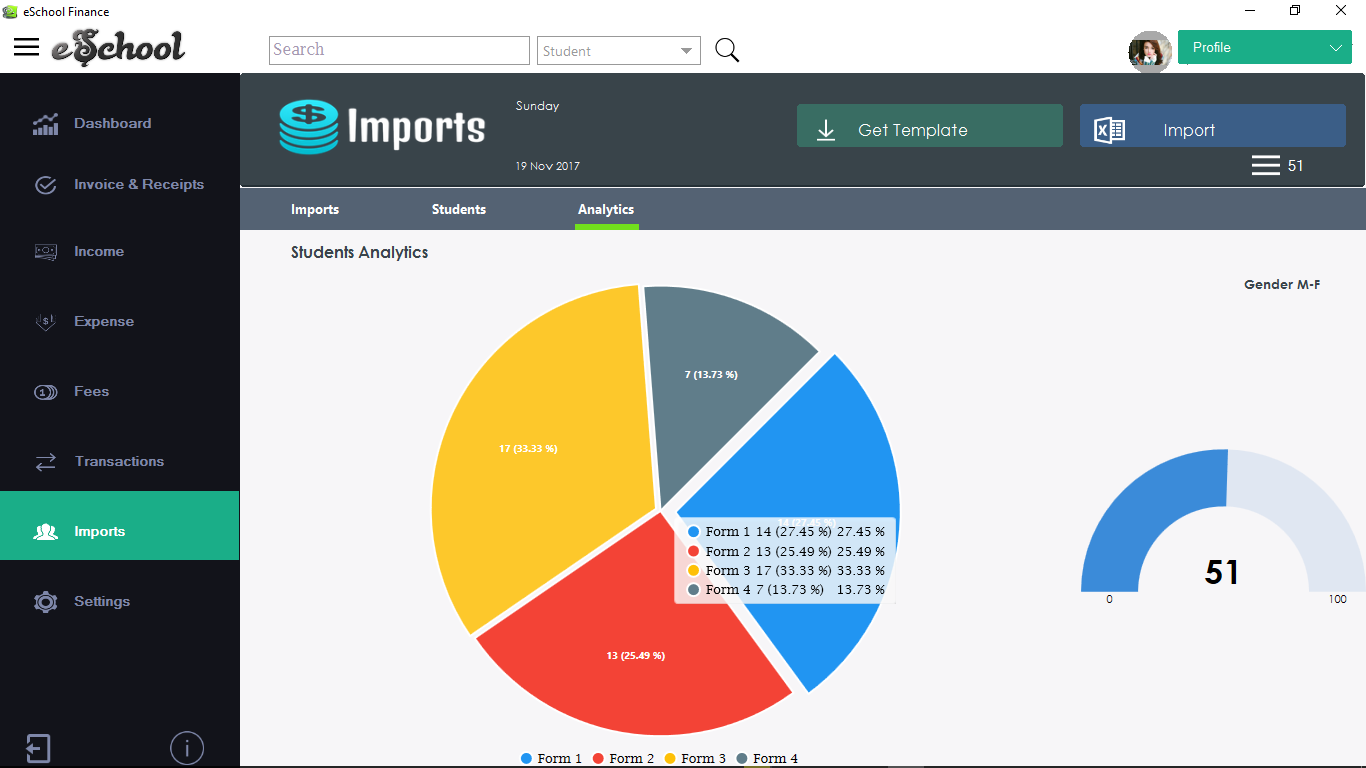 eSchool Finance
eSchool
Search
Student
Profile
Dashboard
Invoice & Receipts
Income
Expense
Fees
Transactions
Imports
Settings
Imports
Sunday
19 Nov 2017
Get Template
Import
51
Imports
Students
Analytics
Students Analytics
Gender M-F
7 (13.73 %)
17 (33.33 %)
14 (27.45 %)
13 (25.49 %)
Form 1 14 (27.45 %) 27.45 %
Form 2 13 (25.49 %) 25.49 %
Form 3 17 (33.33 %) 33.33 %
Form 4 7 (13.73 %) 13.73 %
51
0
100
Form 1 Form 2 Form 3 Form 4